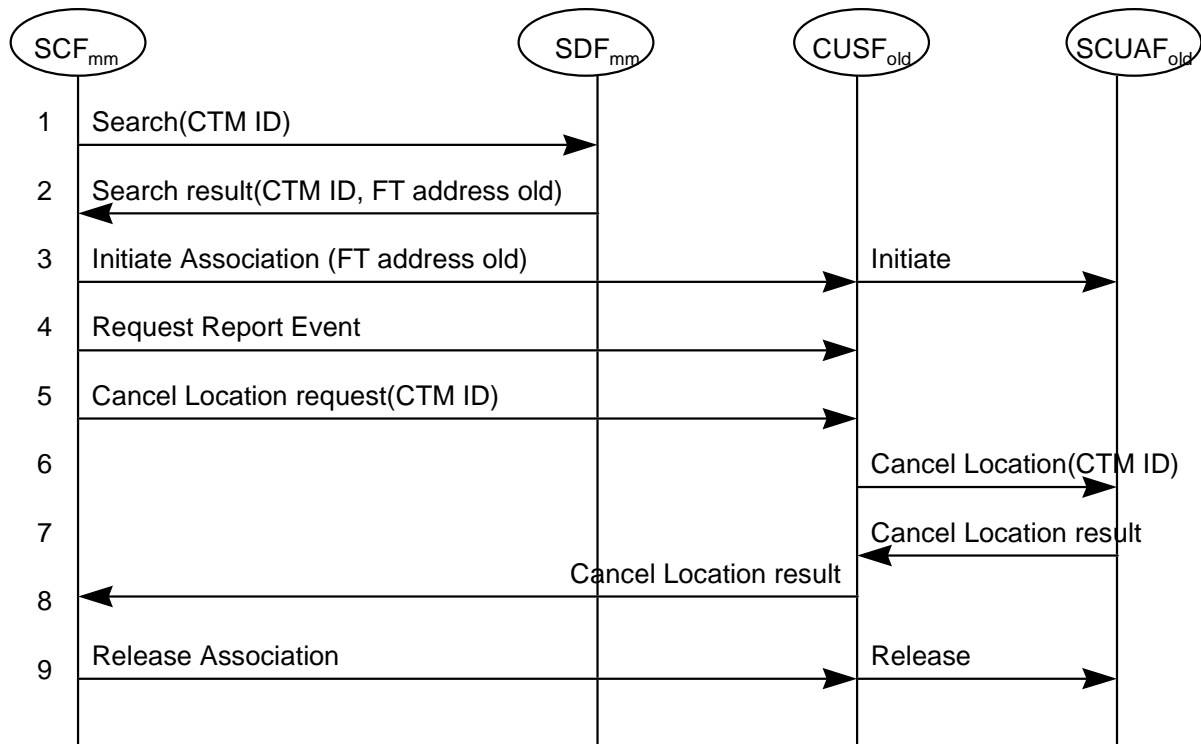 SCFmm SDFmm CUSFold SCUAFold
1 Search(CTM ID)
2 Search result(CTM ID, FT address old)
3 Initiate Association (FT address old) Initiate
4 Request Report Event
5 Cancel Location request(CTM ID)
6 Cancel Location(CTM ID)
7 Cancel Location result
8 Cancel Location result
9 Release Association Release